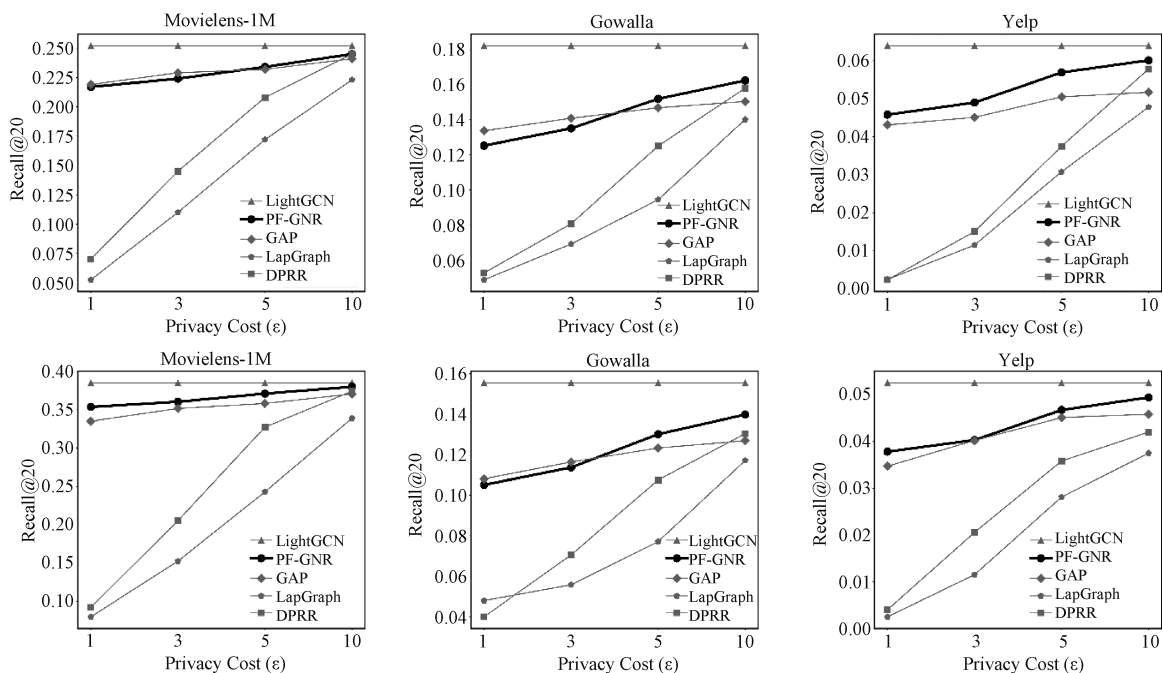 Movielens-1M
Recall@20
0.250
0.225
0.200
0.175
0.150
0.125
0.100
0.075
0.050
LightGCN
PF-GNR
GAP
LapGraph
DPRR
1 3 5 10
Privacy Cost (ε)
Gowalla
Recall@20
0.18
0.16
0.14
0.12
0.10
0.08
0.06
LightGCN
PF-GNR
GAP
LapGraph
DPRR
1 3 5 10
Privacy Cost (ε)
Yelp
Recall@20
0.06
0.05
0.04
0.03
0.02
0.01
0.00
LightGCN
PF-GNR
GAP
LapGraph
DPRR
1 3 5 10
Privacy Cost (ε)
Movielens-1M
Recall@20
0.40
0.35
0.30
0.25
0.20
0.15
0.10
LightGCN
PF-GNR
GAP
LapGraph
DPRR
1 3 5 10
Privacy Cost (ε)
Gowalla
Recall@20
0.16
0.14
0.12
0.10
0.08
0.06
0.04
LightGCN
PF-GNR
GAP
LapGraph
DPRR
1 3 5 10
Privacy Cost (ε)
Yelp
Recall@20
0.05
0.04
0.03
0.02
0.01
0.00
LightGCN
PF-GNR
GAP
LapGraph
DPRR
1 3 5 10
Privacy Cost (ε)